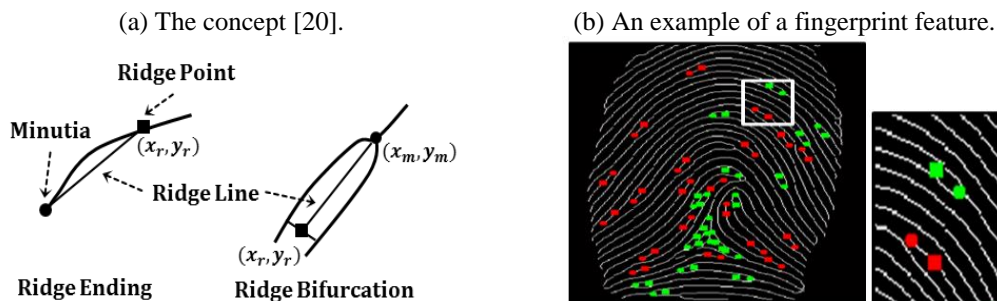 (a) The concept [20].
(b) An example of a fingerprint feature.
Ridge Point
Minutia
(x_r, y_r)
(x_m, y_m)
Ridge Line
(x_r, y_r)
Ridge Ending
Ridge Bifurcation